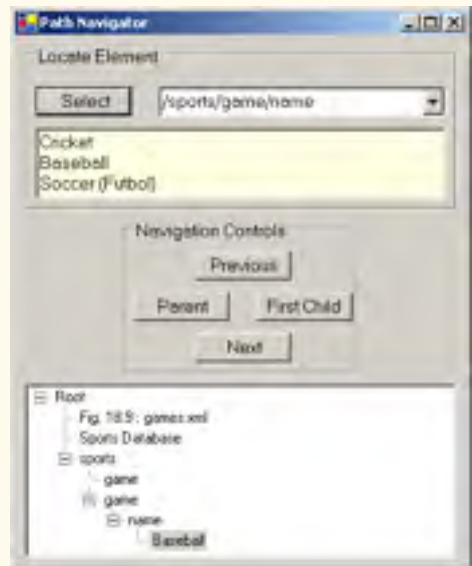 Path Navigator
Locate Element
Select /sports/game/name
Cricket
Baseball
Soccer (Futbol)
Navigation Controls
Previous
Parent First Child
Next
Root
Fig. 18.9 : games.xml
Sports Database
sports
game
game
name
Baseball